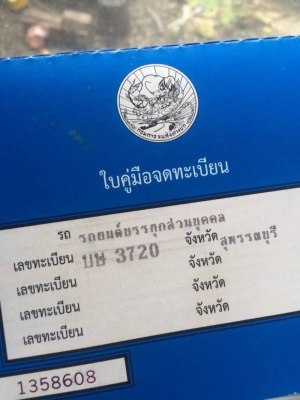 ใบคู่มือจดทะเบียน
รถ รถยนต์บรรทุกส่วนบุคคล
เลขทะเบียน บษ 3720 จังหวัด สุพรรณบุรี
เลขทะเบียน จังหวัด
เลขทะเบียน จังหวัด
เลขทะเบียน จังหวัด
1358608